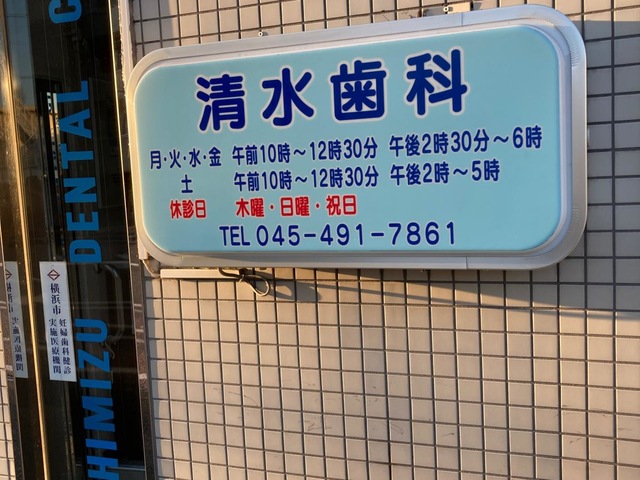 清水歯科
月・火・水・金 午前10時～12時30分 午後2時30分～6時
土 午前10時～12時30分 午後2時～5時
休診日 木曜・日曜・祝日
TEL 045-491-7861
HIMIZU DENTAL C
横浜市
妊婦歯科健診
実施医療機関